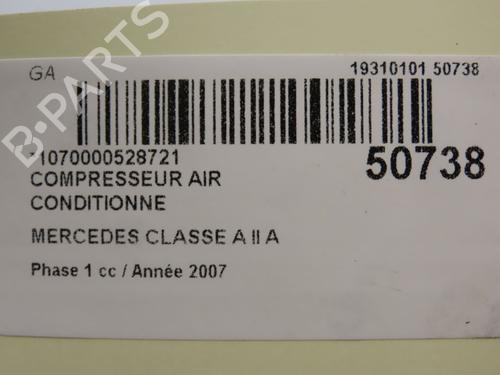 GA
19310101 50738
-1070000528721
50738
COMPRESSEUR AIR
CONDITIONNE
MERCEDES CLASSE A II A
Phase 1 cc / Année 2007
B-PARTS